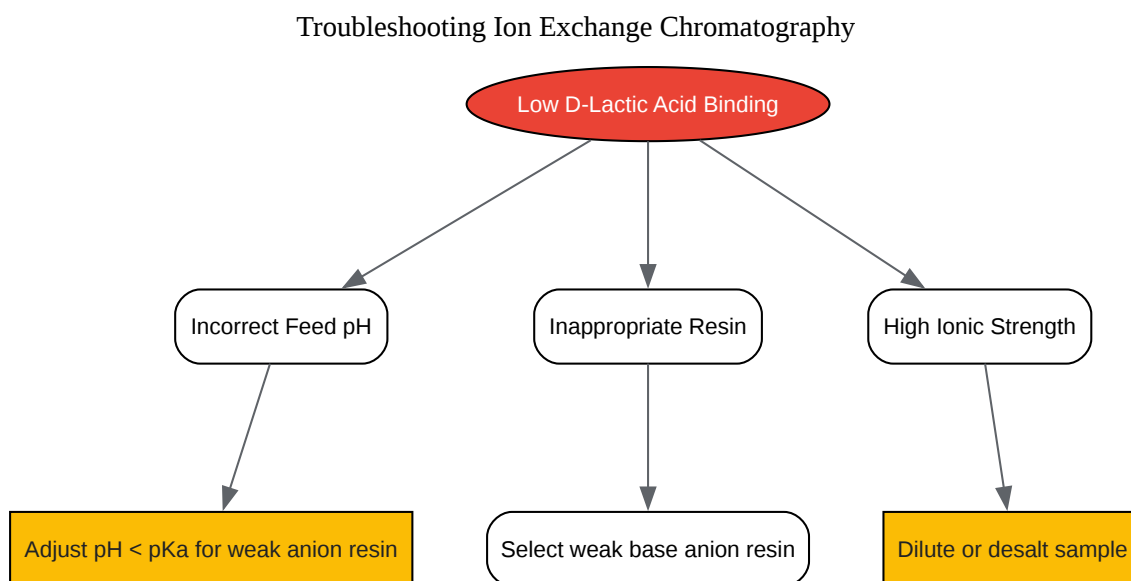 Troubleshooting Ion Exchange Chromatography
Low D-Lactic Acid Binding
Incorrect Feed pH
Inappropriate Resin
High Ionic Strength
Adjust pH < pKa for weak anion resin
Select weak base anion resin
Dilute or desalt sample